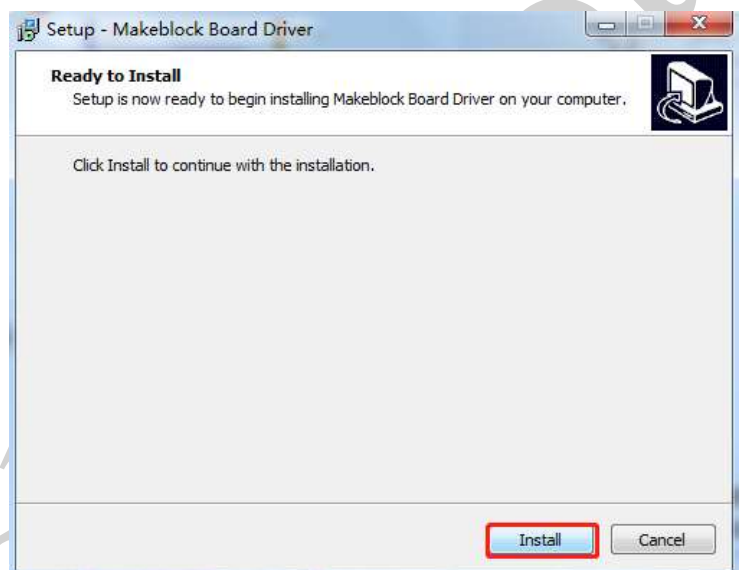 Setup - Makeblock Board Driver
Ready to Install
Setup is now ready to begin installing Makeblock Board Driver on your computer.
Click Install to continue with the installation.
Install
Cancel